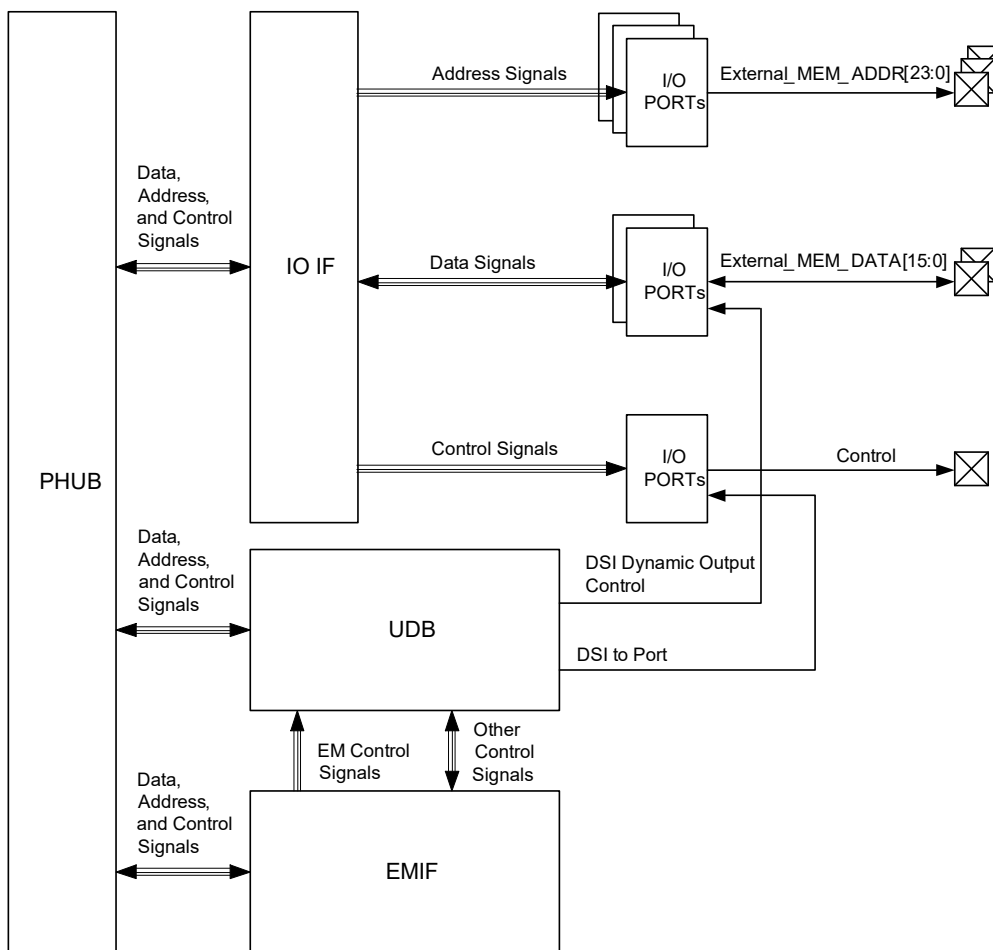 Address Signals
I/O
PORTs
External_MEM_ADDR[23:0]
Data,
Address,
and Control
Signals
IO IF
Data Signals
I/O
PORTs
External_MEM_DATA[15:0]
Control Signals
I/O
PORTs
Control
PHUB
Data,
Address,
and Control
Signals
UDB
DSI Dynamic Output
Control
DSI to Port
EM Control
Signals
Other
Control
Signals
Data,
Address,
and Control
Signals
EMIF